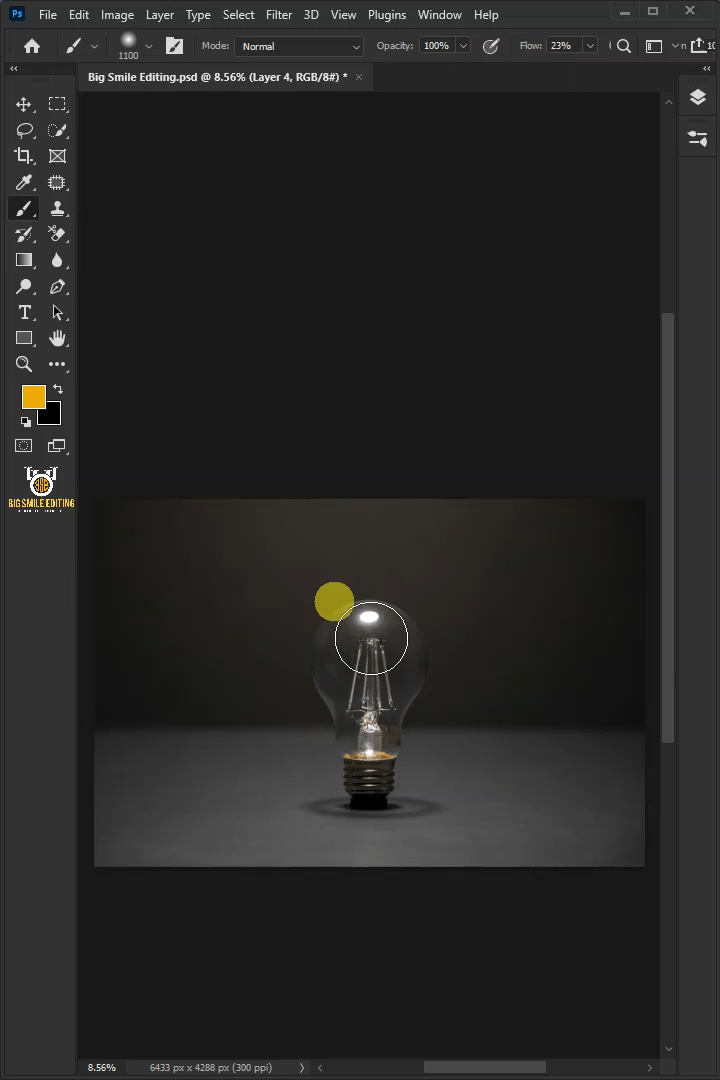 Ps File Edit Image Layer Type Select Filter 3D View Plugins Window Help
1100 Mode: Normal Opacity: 100% Flow: 23%
Big Smile Editing.psd @ 8.56% (Layer 4, RGB/8#) *
BIG SMILE EDITING
8.56% 6433 px x 4288 px (300 ppi)